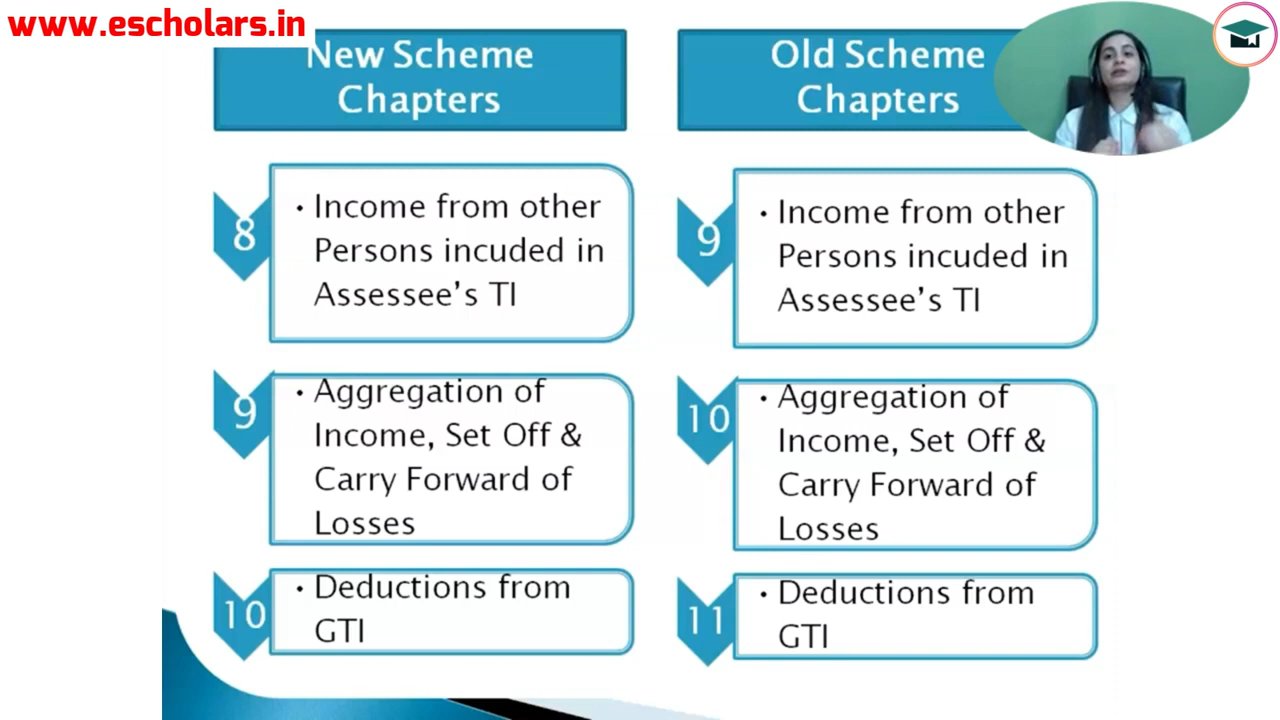 www.escholars.in
New Scheme
Chapters
8
• Income from other
Persons incuded in
Assessee's TI
9
• Aggregation of
Income, Set Off &
Carry Forward of
Losses
10
• Deductions from
GTI
Old Scheme
Chapters
9
• Income from other
Persons incuded in
Assessee's TI
10
• Aggregation of
Income, Set Off &
Carry Forward of
Losses
11
• Deductions from
GTI